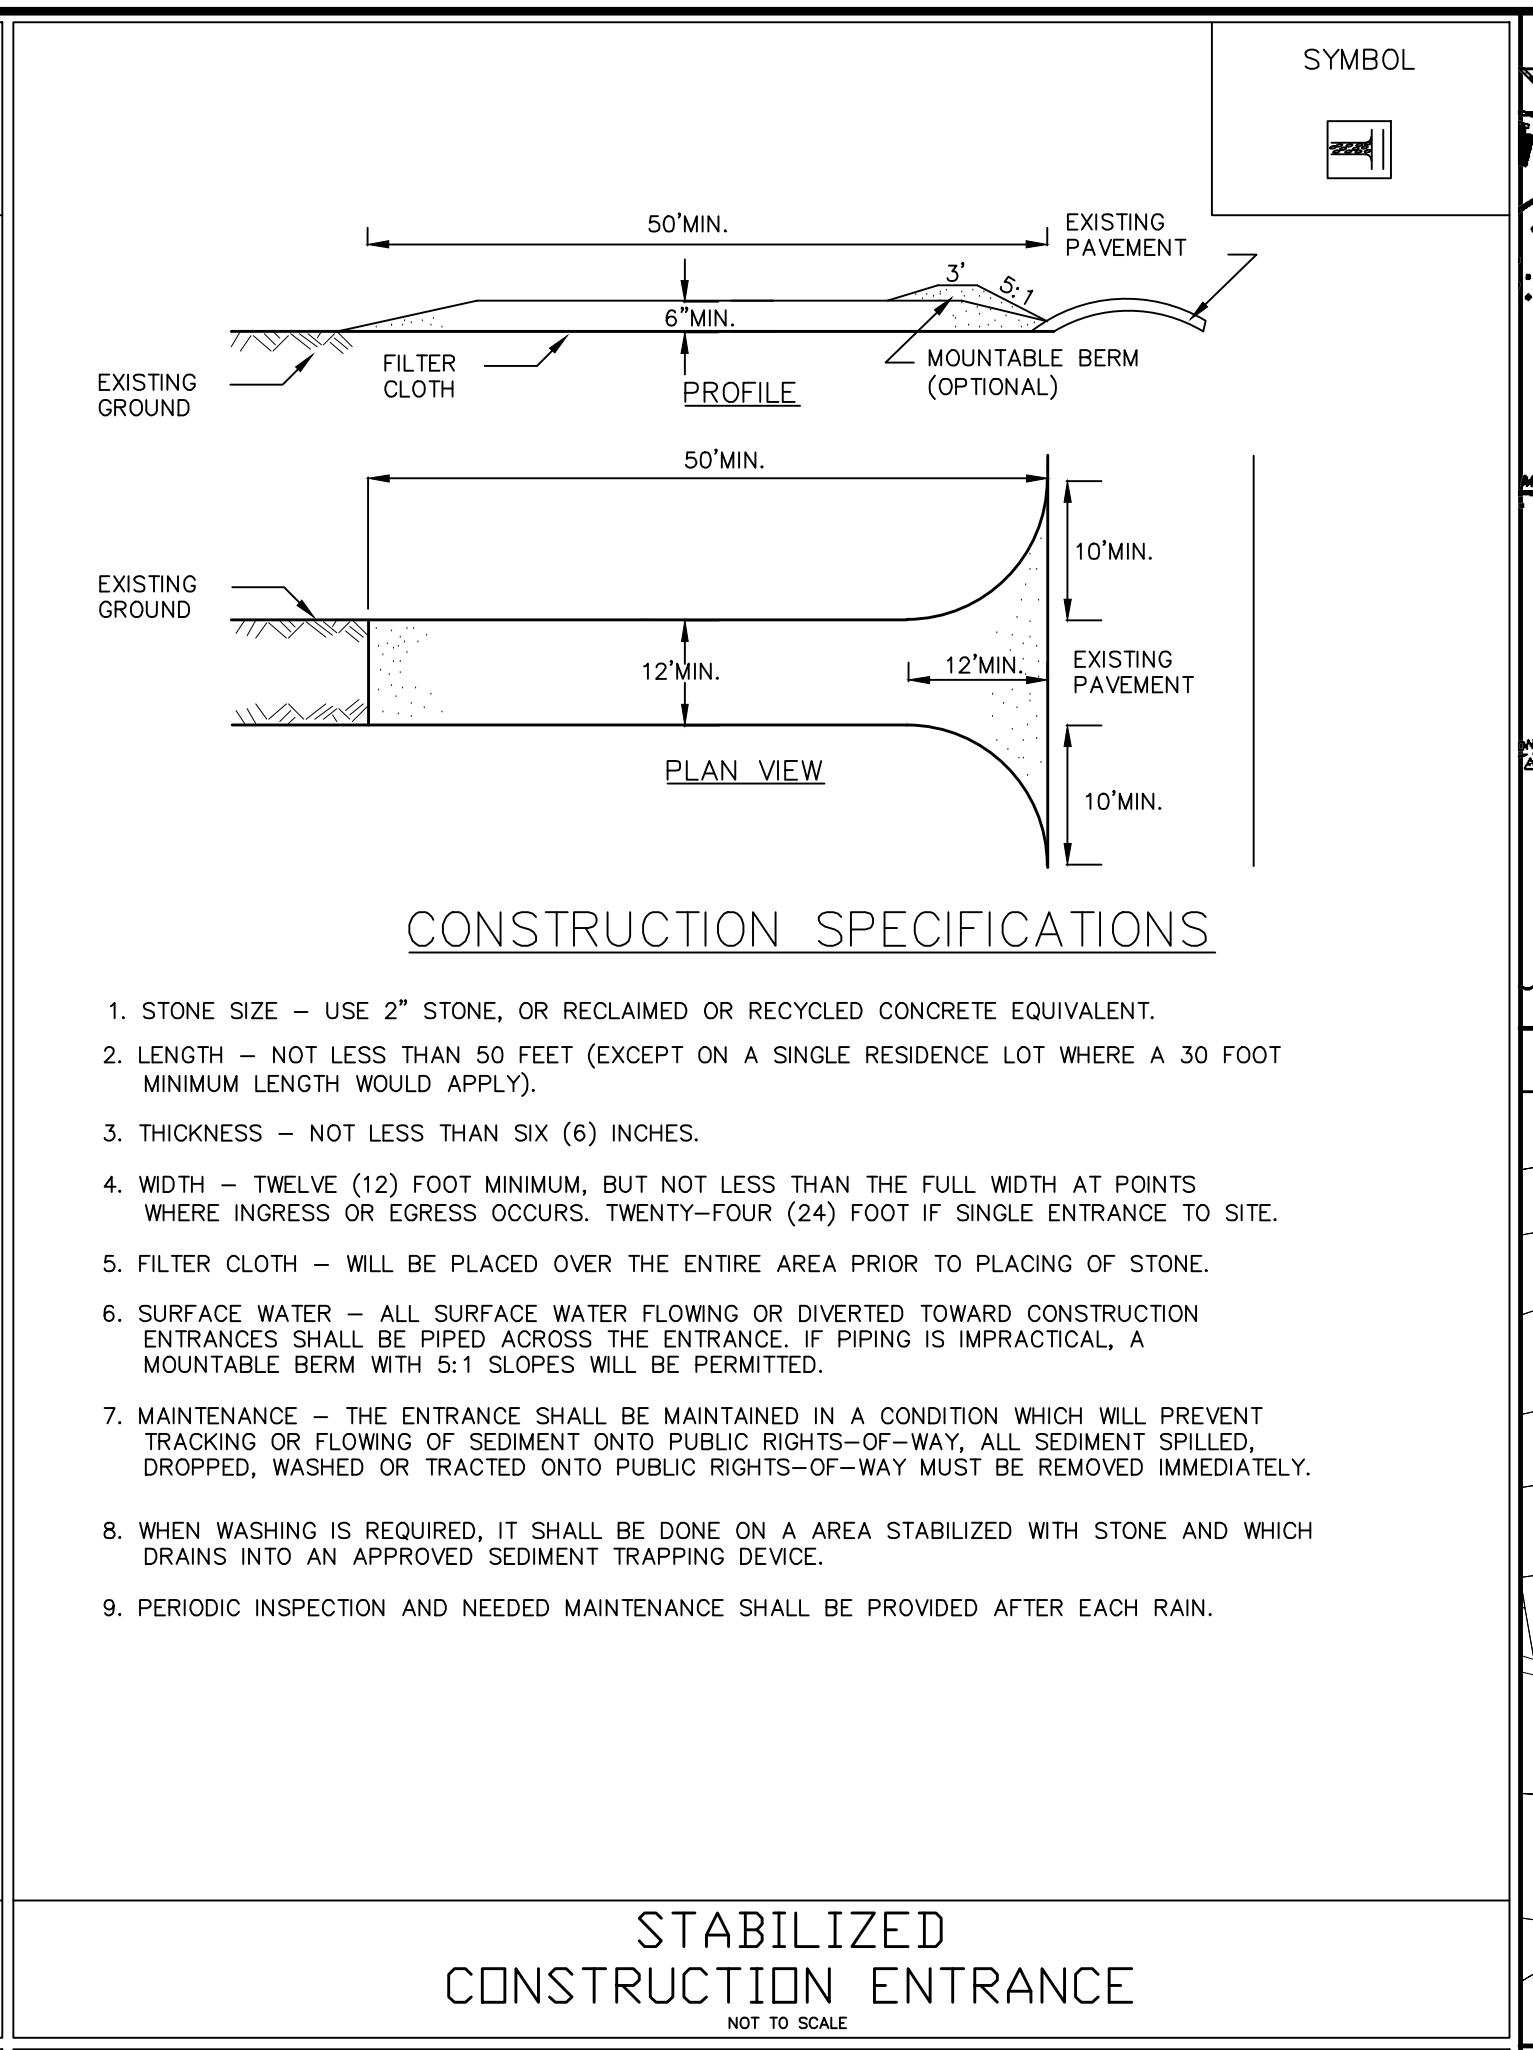 SYMBOL
50'MIN.
EXISTING
PAVEMENT
3'
5:1
6"MIN.
FILTER
CLOTH
MOUNTABLE BERM
(OPTIONAL)
EXISTING
GROUND
PROFILE
50'MIN.
10'MIN.
EXISTING
GROUND
12'MIN.
12'MIN.
EXISTING
PAVEMENT
PLAN VIEW
10'MIN.
CONSTRUCTION SPECIFICATIONS
1. STONE SIZE – USE 2" STONE, OR RECLAIMED OR RECYCLED CONCRETE EQUIVALENT.
2. LENGTH – NOT LESS THAN 50 FEET (EXCEPT ON A SINGLE RESIDENCE LOT WHERE A 30 FOOT
MINIMUM LENGTH WOULD APPLY).
3. THICKNESS – NOT LESS THAN SIX (6) INCHES.
4. WIDTH – TWELVE (12) FOOT MINIMUM, BUT NOT LESS THAN THE FULL WIDTH AT POINTS
WHERE INGRESS OR EGRESS OCCURS. TWENTY–FOUR (24) FOOT IF SINGLE ENTRANCE TO SITE.
5. FILTER CLOTH – WILL BE PLACED OVER THE ENTIRE AREA PRIOR TO PLACING OF STONE.
6. SURFACE WATER – ALL SURFACE WATER FLOWING OR DIVERTED TOWARD CONSTRUCTION
ENTRANCES SHALL BE PIPED ACROSS THE ENTRANCE. IF PIPING IS IMPRACTICAL, A
MOUNTABLE BERM WITH 5:1 SLOPES WILL BE PERMITTED.
7. MAINTENANCE – THE ENTRANCE SHALL BE MAINTAINED IN A CONDITION WHICH WILL PREVENT
TRACKING OR FLOWING OF SEDIMENT ONTO PUBLIC RIGHTS–OF–WAY, ALL SEDIMENT SPILLED,
DROPPED, WASHED OR TRACTED ONTO PUBLIC RIGHTS–OF–WAY MUST BE REMOVED IMMEDIATELY.
8. WHEN WASHING IS REQUIRED, IT SHALL BE DONE ON A AREA STABILIZED WITH STONE AND WHICH
DRAINS INTO AN APPROVED SEDIMENT TRAPPING DEVICE.
9. PERIODIC INSPECTION AND NEEDED MAINTENANCE SHALL BE PROVIDED AFTER EACH RAIN.
STABILIZED
CONSTRUCTION ENTRANCE
NOT TO SCALE